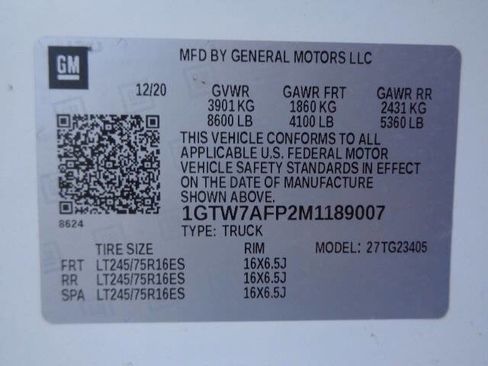 GM
MFD BY GENERAL MOTORS LLC
12/20 GVWR GAWR FRT GAWR RR
3901 KG 1860 KG 2431 KG
8600 LB 4100 LB 5360 LB
THIS VEHICLE CONFORMS TO ALL
APPLICABLE U.S. FEDERAL MOTOR
VEHICLE SAFETY STANDARDS IN EFFECT
ON THE DATE OF MANUFACTURE
SHOWN ABOVE.
8624
1GTW7AFP2M1189007
TYPE: TRUCK
TIRE SIZE RIM MODEL: 27TG23405
FRT LT245/75R16ES 16X6.5J
RR LT245/75R16ES 16X6.5J
SPA LT245/75R16ES 16X6.5J